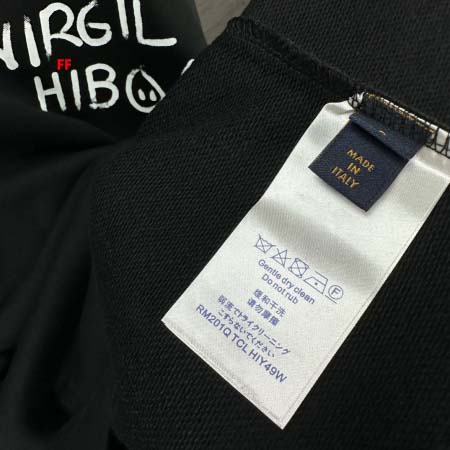 VIRGIL
HIBO
FF
MADE
IN
ITALY
F
Gentle dry clean
Do not rub
缓和干洗
请勿摩擦
弱流でドライクリーニング
こすらないでください
RM201Q TCL HIY49W